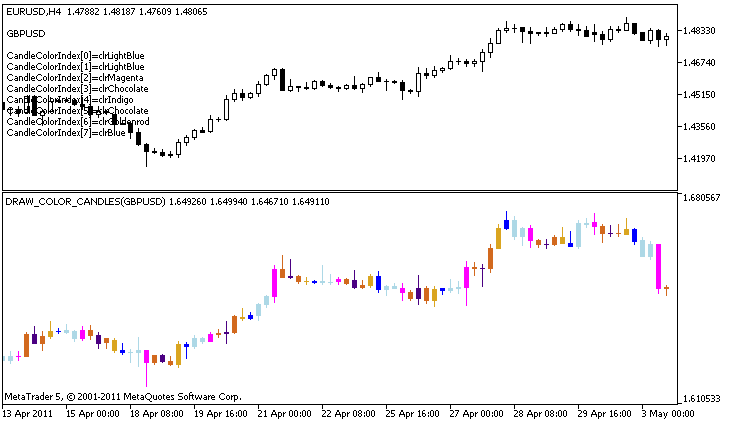 EURUSD,H4 1.47882 1.48187 1.47609 1.48065
GBPUSD
CandleColorIndex[0]=clrLightBlue
CandleColorIndex[1]=clrLightBlue
CandleColorIndex[2]=clrMagenta
CandleColorIndex[3]=clrChocolate
CandleColorIndex[4]=clrIndigo
CandleColorIndex[5]=clrChocolate
CandleColorIndex[6]=clrGoldenrod
CandleColorIndex[7]=clrBlue
1.48330
1.46740
1.45150
1.43560
1.41970
DRAW_COLOR_CANDLES(GBPUSD) 1.649260 1.649940 1.646710 1.649110
1.680567
1.610533
MetaTrader 5, © 2001-2011 MetaQuotes Software Corp.
13 Apr 2011 15 Apr 00:00 18 Apr 08:00 19 Apr 16:00 21 Apr 00:00 22 Apr 08:00 25 Apr 16:00 27 Apr 00:00 28 Apr 08:00 29 Apr 16:00 3 May 00:00